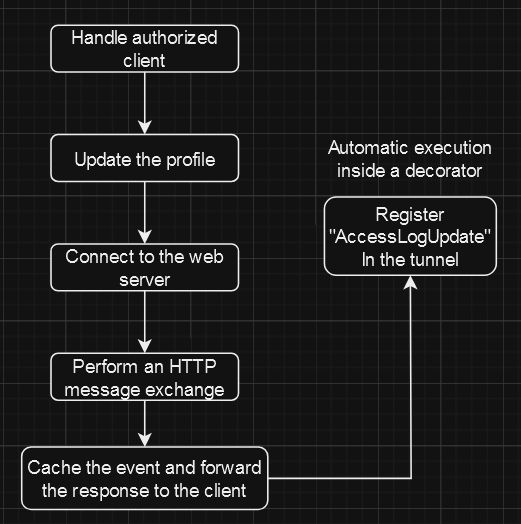 Handle authorized
client
Update the profile
Connect to the web
server
Perform an HTTP
message exchange
Cache the event and forward
the response to the client
Automatic execution
inside a decorator
Register
"AccessLogUpdate"
In the tunnel